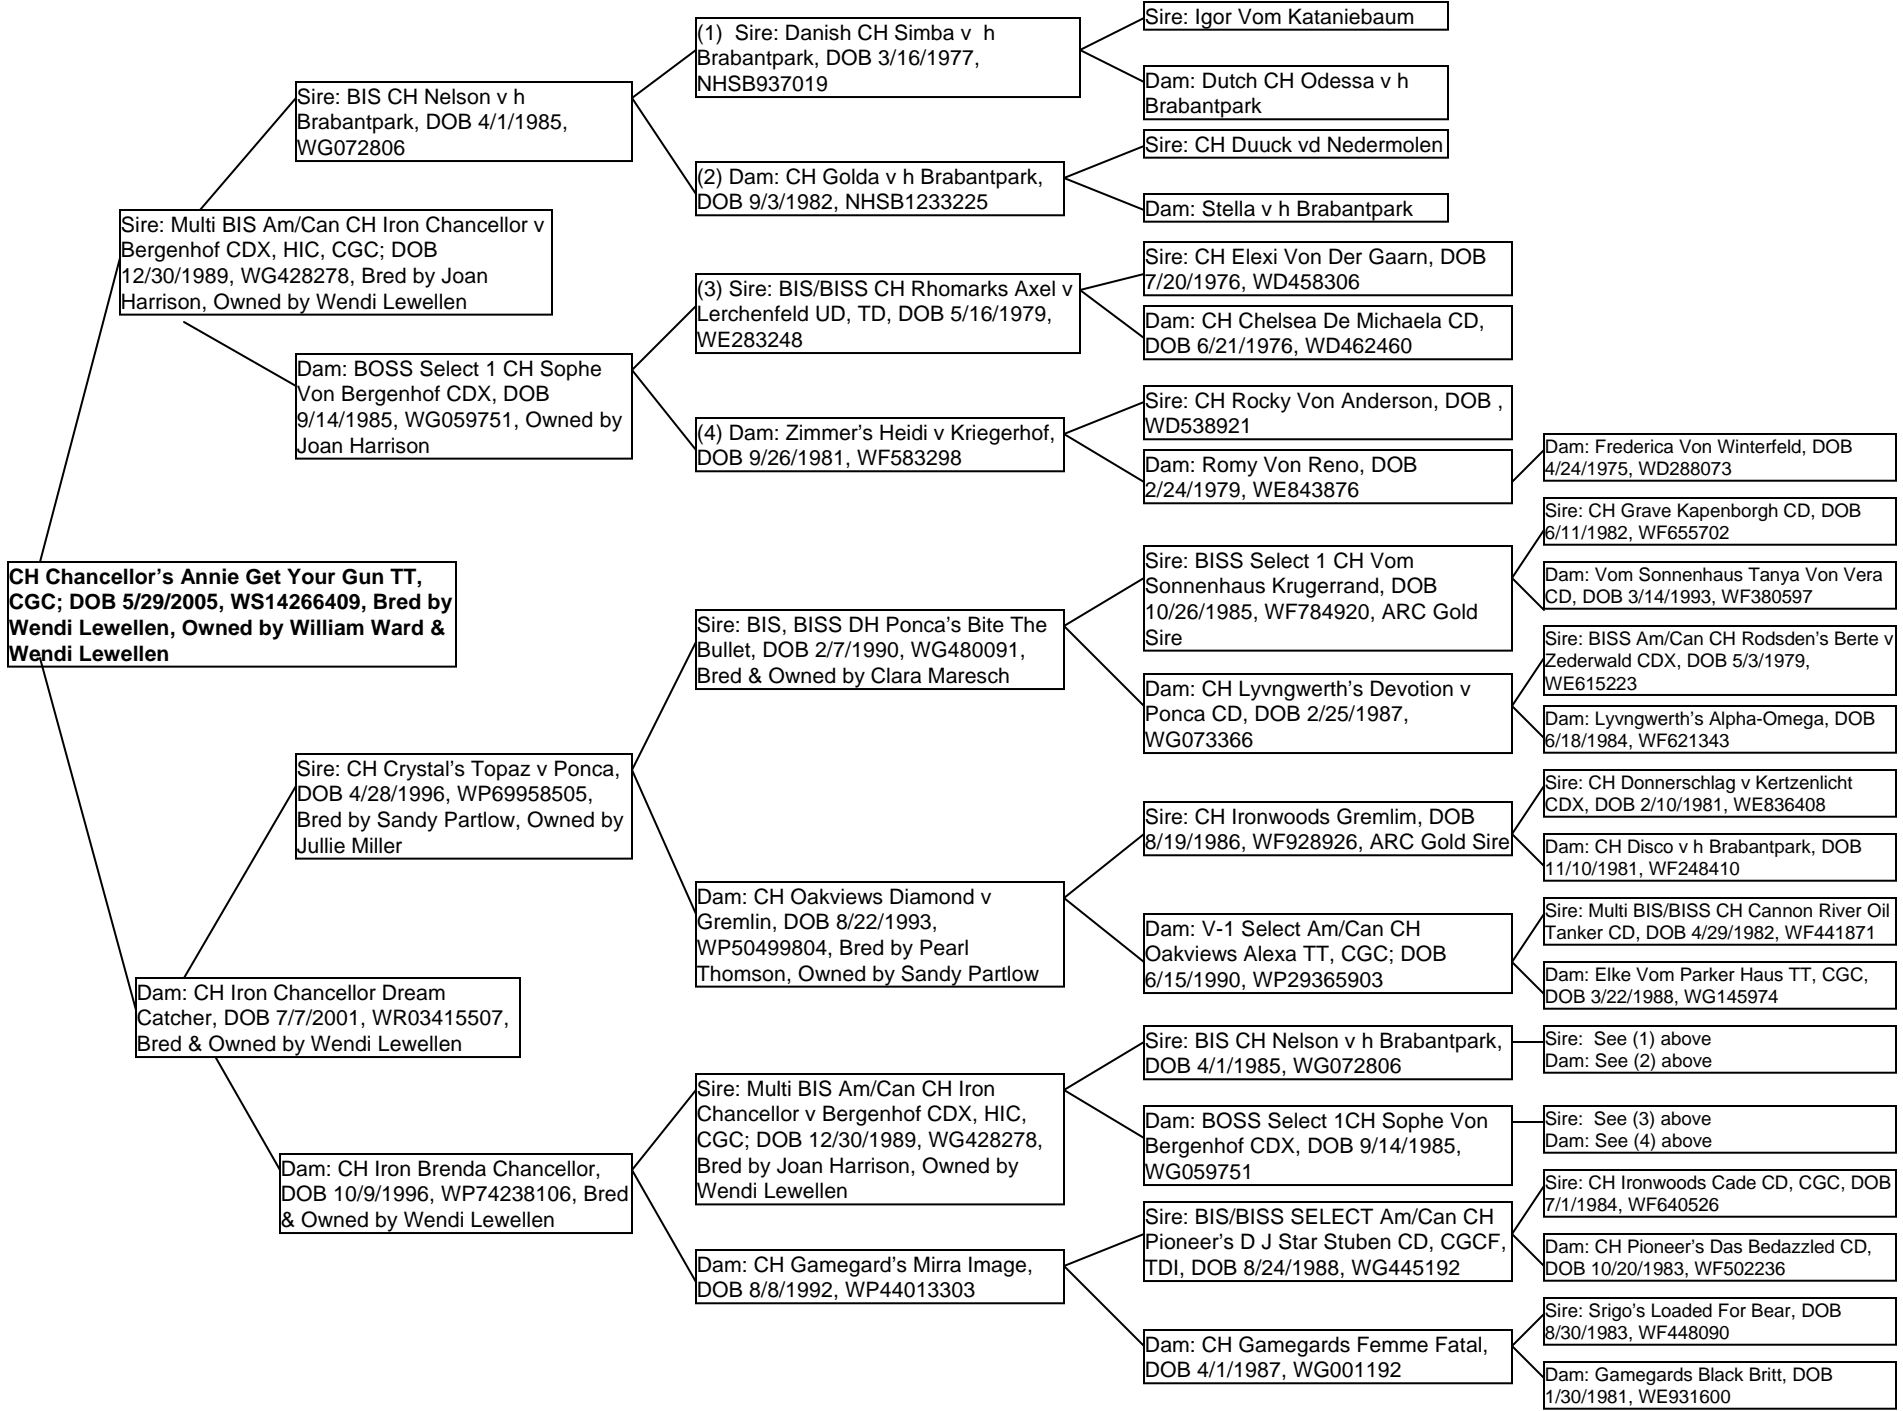 CH Chancellor's Annie Get Your Gun TT,
CGC; DOB 5/29/2005, WS14266409, Bred by
Wendi Lewellen, Owned by William Ward &
Wendi Lewellen
Sire: Multi BIS Am/Can CH Iron Chancellor v
Bergenhof CDX, HIC, CGC; DOB
12/30/1989, WG428278, Bred by Joan
Harrison, Owned by Wendi Lewellen
Dam: CH Iron Chancellor Dream
Catcher, DOB 7/7/2001, WR03415507,
Bred & Owned by Wendi Lewellen
Sire: BIS CH Nelson v h
Brabantpark, DOB 4/1/1985,
WG072806
Dam: BOSS Select 1 CH Sophe
Von Bergenhof CDX, DOB
9/14/1985, WG059751, Owned by
Joan Harrison
Sire: CH Crystal's Topaz v Ponca,
DOB 4/28/1996, WP69958505,
Bred by Sandy Partlow, Owned by
Jullie Miller
Dam: CH Iron Brenda Chancellor,
DOB 10/9/1996, WP74238106, Bred
& Owned by Wendi Lewellen
(1) Sire: Danish CH Simba v h
Brabantpark, DOB 3/16/1977,
NHSB937019
(2) Dam: CH Golda v h Brabantpark,
DOB 9/3/1982, NHSB1233225
(3) Sire: BIS/BISS CH Rhomarks Axel v
Lerchenfeld UD, TD, DOB 5/16/1979,
WE283248
(4) Dam: Zimmer's Heidi v Kriegerhof,
DOB 9/26/1981, WF583298
Sire: BIS, BISS DH Ponca's Bite The
Bullet, DOB 2/7/1990, WG480091,
Bred & Owned by Clara Maresch
Dam: CH Oakviews Diamond v
Gremlin, DOB 8/22/1993,
WP50499804, Bred by Pearl
Thomson, Owned by Sandy Partlow
Sire: Multi BIS Am/Can CH Iron
Chancellor v Bergenhof CDX, HIC,
CGC; DOB 12/30/1989, WG428278,
Bred by Joan Harrison, Owned by
Wendi Lewellen
Dam: CH Gamegard's Mirra Image,
DOB 8/8/1992, WP44013303
Sire: Igor Vom Kataniebaum
Dam: Dutch CH Odessa v h
Brabantpark
Sire: CH Duuck vd Nedermolen
Dam: Stella v h Brabantpark
Sire: CH Elexi Von Der Gaarn, DOB
7/20/1976, WD458306
Dam: CH Chelsea De Michaela CD,
DOB 6/21/1976, WD462460
Sire: CH Rocky Von Anderson, DOB ,
WD538921
Dam: Romy Von Reno, DOB
2/24/1979, WE843876
Sire: BISS Select 1 CH Vom
Sonnenhaus Krugerrand, DOB
10/26/1985, WF784920, ARC Gold
Sire
Dam: CH Lyvngwerth's Devotion v
Ponca CD, DOB 2/25/1987,
WG073366
Sire: CH Ironwoods Gremlim, DOB
8/19/1986, WF928926, ARC Gold Sire
Dam: V-1 Select Am/Can CH
Oakviews Alexa TT, CGC; DOB
6/15/1990, WP29365903
Sire: BIS CH Nelson v h Brabantpark,
DOB 4/1/1985, WG072806
Dam: BOSS Select 1CH Sophe Von
Bergenhof CDX, DOB 9/14/1985,
WG059751
Sire: BIS/BISS SELECT Am/Can CH
Pioneer's D J Star Stuben CD, CGCF,
TDI, DOB 8/24/1988, WG445192
Dam: CH Gamegards Femme Fatal,
DOB 4/1/1987, WG001192
Dam: Frederica Von Winterfeld, DOB
4/24/1975, WD288073
Sire: CH Grave Kapenborgh CD, DOB
6/11/1982, WF655702
Dam: Vom Sonnenhaus Tanya Von Vera
CD, DOB 3/14/1993, WF380597
Sire: BISS Am/Can CH Rodsden's Berte v
Zederwald CDX, DOB 5/3/1979,
WE615223
Dam: Lyvngwerth's Alpha-Omega, DOB
6/18/1984, WF621343
Sire: CH Donnerschlag v Kertzenlicht
CDX, DOB 2/10/1981, WE836408
Dam: CH Disco v h Brabantpark, DOB
11/10/1981, WF248410
Sire: Multi BIS/BISS CH Cannon River Oil
Tanker CD, DOB 4/29/1982, WF441871
Dam: Elke Vom Parker Haus TT, CGC,
DOB 3/22/1988, WG145974
Sire: See (1) above
Dam: See (2) above
Sire: See (3) above
Dam: See (4) above
Sire: CH Ironwoods Cade CD, CGC, DOB
7/1/1984, WF640526
Dam: CH Pioneer's Das Bedazzled CD,
DOB 10/20/1983, WF502236
Sire: Srigo's Loaded For Bear, DOB
8/30/1983, WF448090
Dam: Gamegards Black Britt, DOB
1/30/1981, WE931600